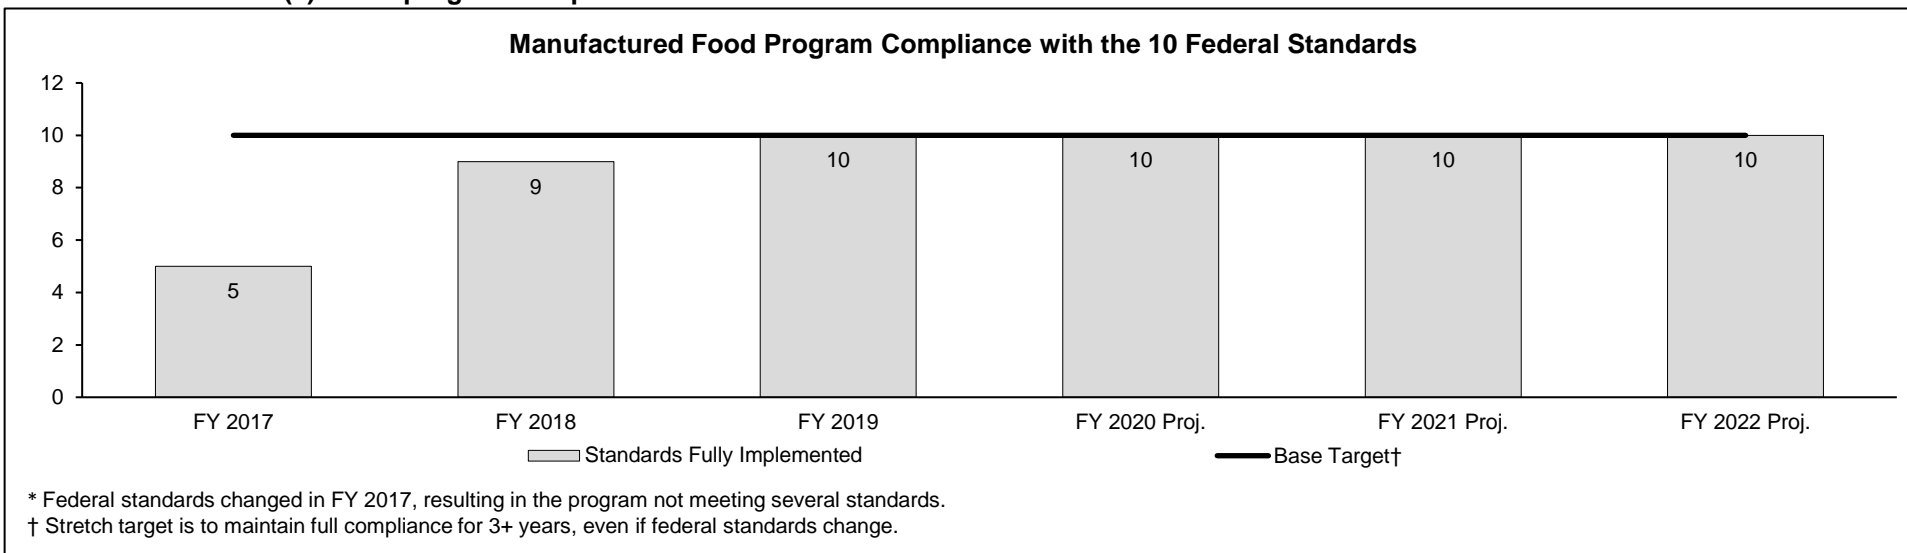 Manufactured Food Program Compliance with the 10 Federal Standards
12
10
8
6
4
2
0
5
9
10
10
10
10
FY 2017
FY 2018
FY 2019
FY 2020 Proj.
FY 2021 Proj.
FY 2022 Proj.
Standards Fully Implemented
Base Target†
* Federal standards changed in FY 2017, resulting in the program not meeting several standards.
† Stretch target is to maintain full compliance for 3+ years, even if federal standards change.